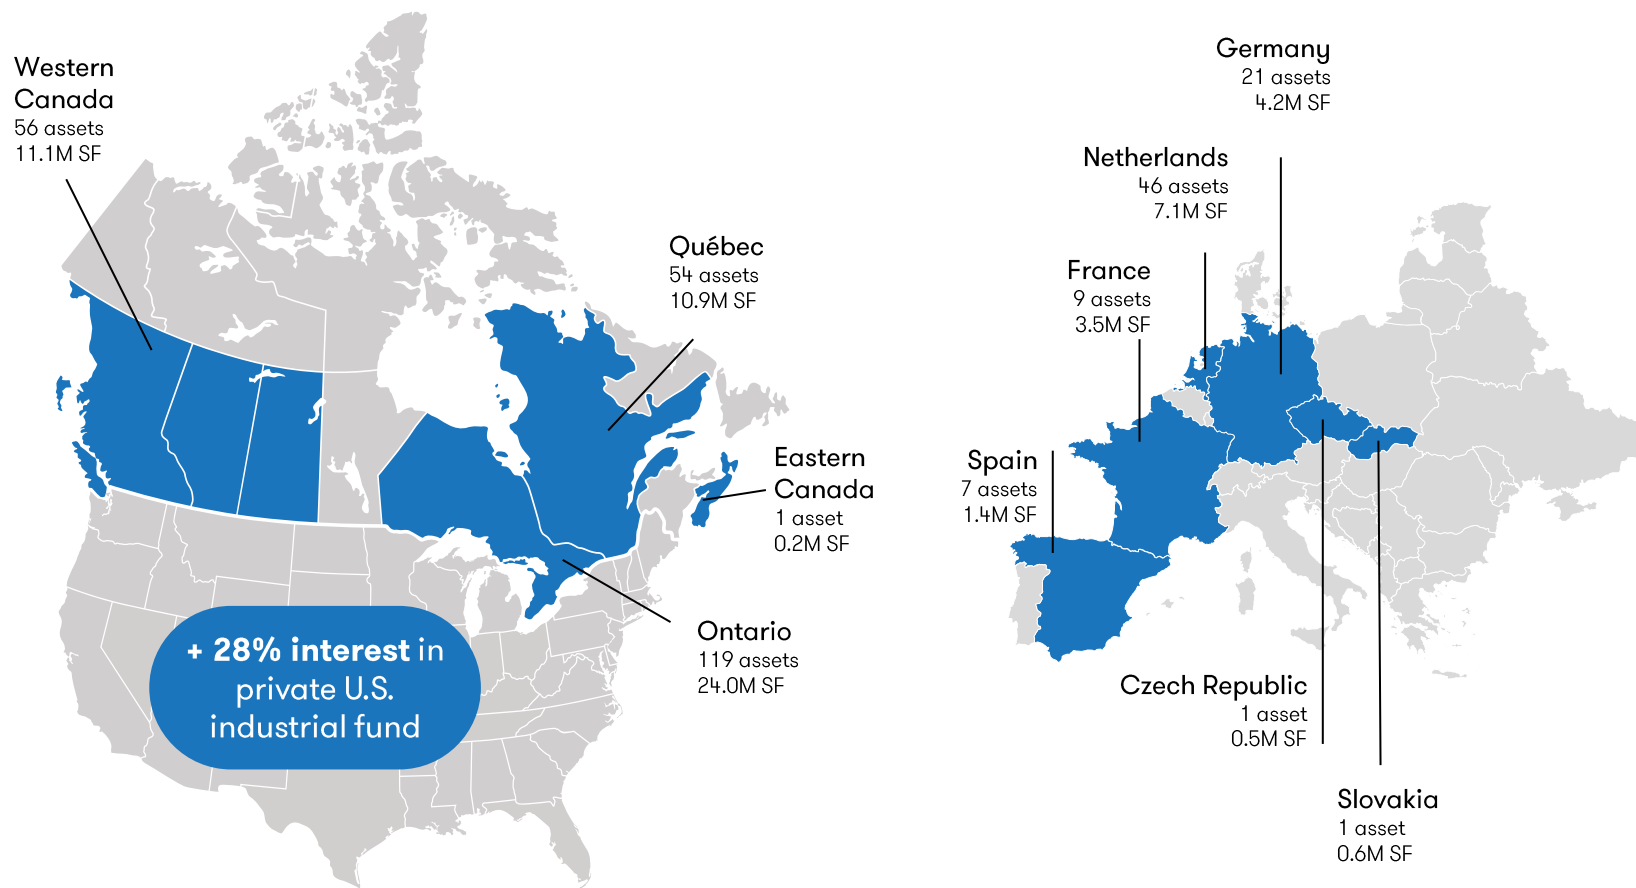 Western
Canada
56 assets
11.1M SF
Québec
54 assets
10.9M SF
Eastern
Canada
1 asset
0.2M SF
Ontario
119 assets
24.0M SF
+ 28% interest in
private U.S.
industrial fund
Germany
21 assets
4.2M SF
Netherlands
46 assets
7.1M SF
France
9 assets
3.5M SF
Spain
7 assets
1.4M SF
Czech Republic
1 asset
0.5M SF
Slovakia
1 asset
0.6M SF